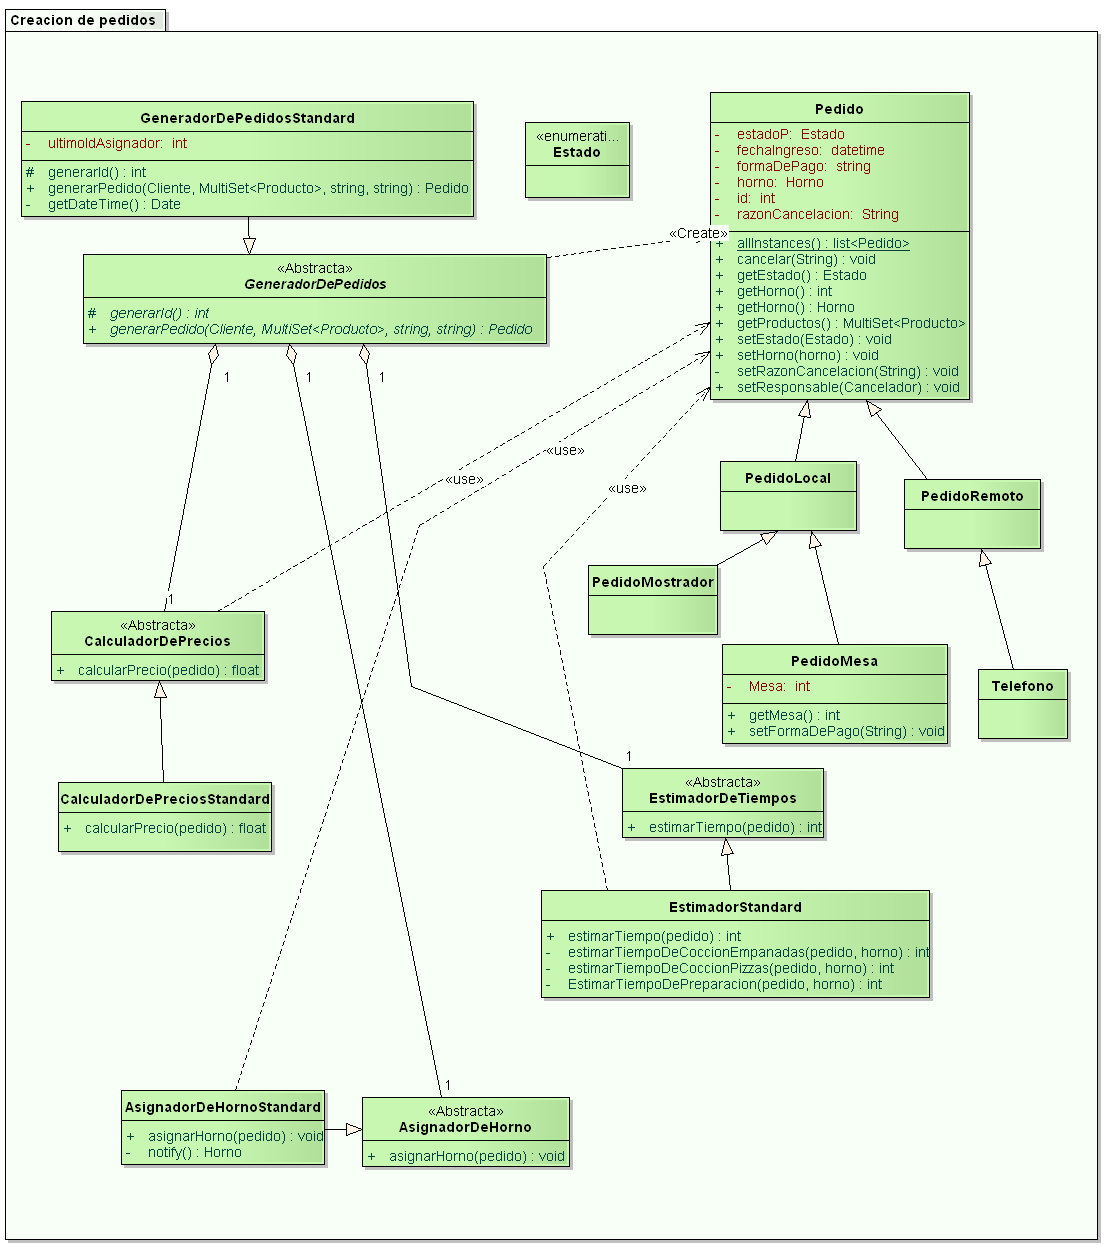 Creacion de pedidos
GeneradorDePedidosStandard
- ultimoIdAsignador: int
# generarId() : int
+ generarPedido(Cliente, MultiSet<Producto>, string, string) : Pedido
- getDateTime() : Date
«enumerati...
Estado
Pedido
- estadoP: Estado
- fechaIngreso: datetime
- formaDePago: string
- horno: Horno
- id: int
- razonCancelacion: String
+ allInstances() : list<Pedido>
+ cancelar(String) : void
+ getEstado() : Estado
+ getHorno() : int
+ getHorno() : Horno
+ getProductos() : MultiSet<Producto>
+ setEstado(Estado) : void
+ setHorno(horno) : void
- setRazonCancelacion(String) : void
+ setResponsable(Cancelador) : void
«Create»
«Abstracta»
GeneradorDePedidos
# generarId() : int
+ generarPedido(Cliente, MultiSet<Producto>, string, string) : Pedido
1
1
1
«use»
«use»
«use»
PedidoLocal
PedidoRemoto
PedidoMostrador
PedidoMesa
- Mesa: int
+ getMesa() : int
+ setFormaDePago(String) : void
Telefono
1
«Abstracta»
CalculadorDePrecios
+ calcularPrecio(pedido) : float
CalculadorDePreciosStandard
+ calcularPrecio(pedido) : float
1
«Abstracta»
EstimadorDeTiempos
+ estimarTiempo(pedido) : int
EstimadorStandard
+ estimarTiempo(pedido) : int
- estimarTiempoDeCoccionEmpanadas(pedido, horno) : int
- estimarTiempoDeCoccionPizzas(pedido, horno) : int
- EstimarTiempoDePreparacion(pedido, horno) : int
1
AsignadorDeHornoStandard
+ asignarHorno(pedido) : void
- notify() : Horno
«Abstracta»
AsignadorDeHorno
+ asignarHorno(pedido) : void